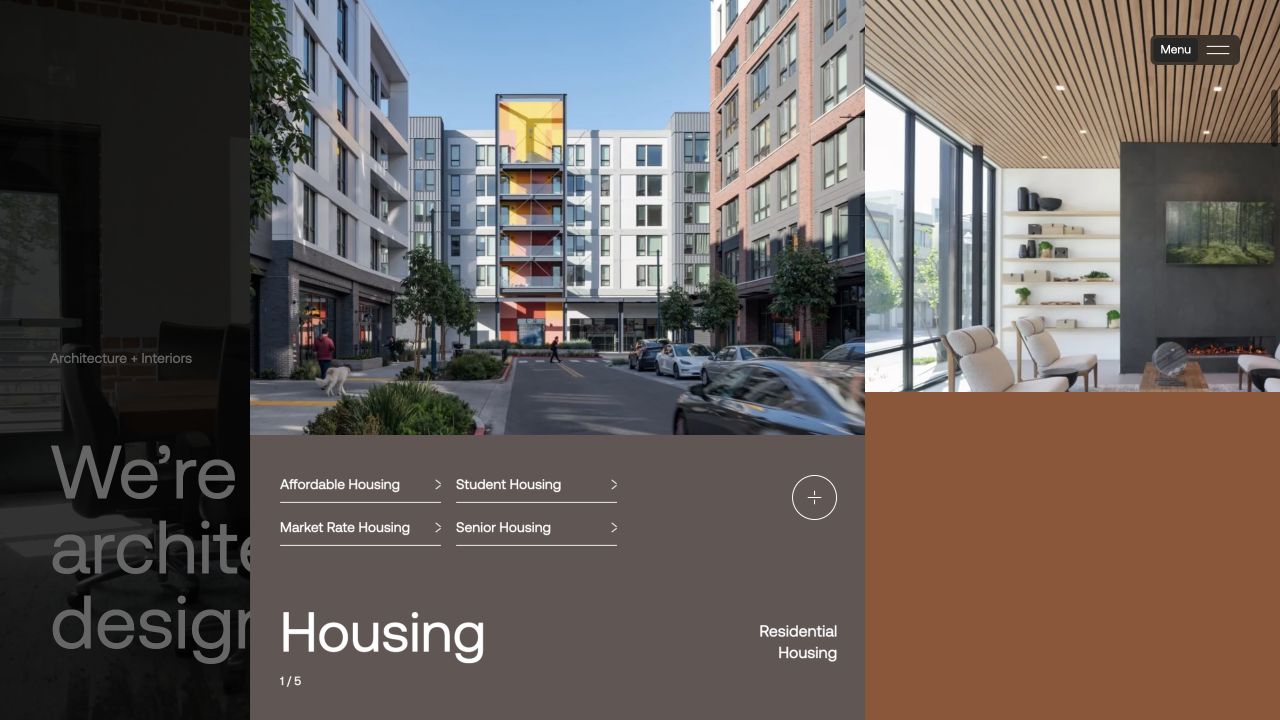 Menu
Architecture + Interiors
We’re
archite
design
Affordable Housing
Student Housing
Market Rate Housing
Senior Housing
Housing
Residential
Housing
1 / 5